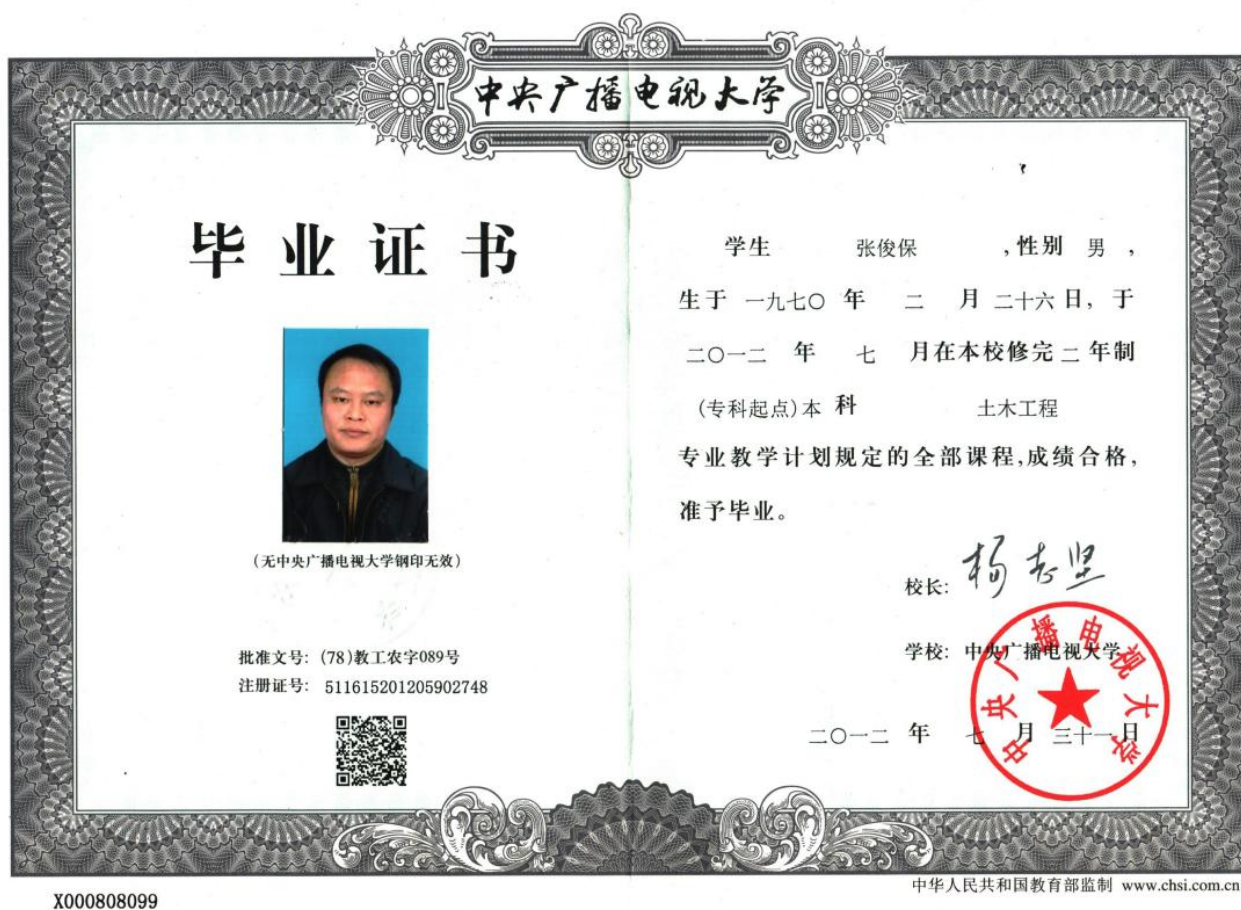 中央广播电视大学
毕业证书
(无中央广播电视大学钢印无效)
批准文号: (78)教工农字089号
注册证号: 511615201205902748
X000808099
学生 张俊保 ,性别 男 ,
生于 一九七〇 年 二 月 二十六 日, 于
二〇一二 年 七 月在本校修完 二 年制
(专科起点)本 科 土木工程
专业教学计划规定的全部课程,成绩合格,
准予毕业。
校长: 杨志坚
学校: 中央广播电视大学
二〇一二 年 七 月 三十一 日
中央广播电视大学
中华人民共和国教育部监制 www.chsi.com.cn